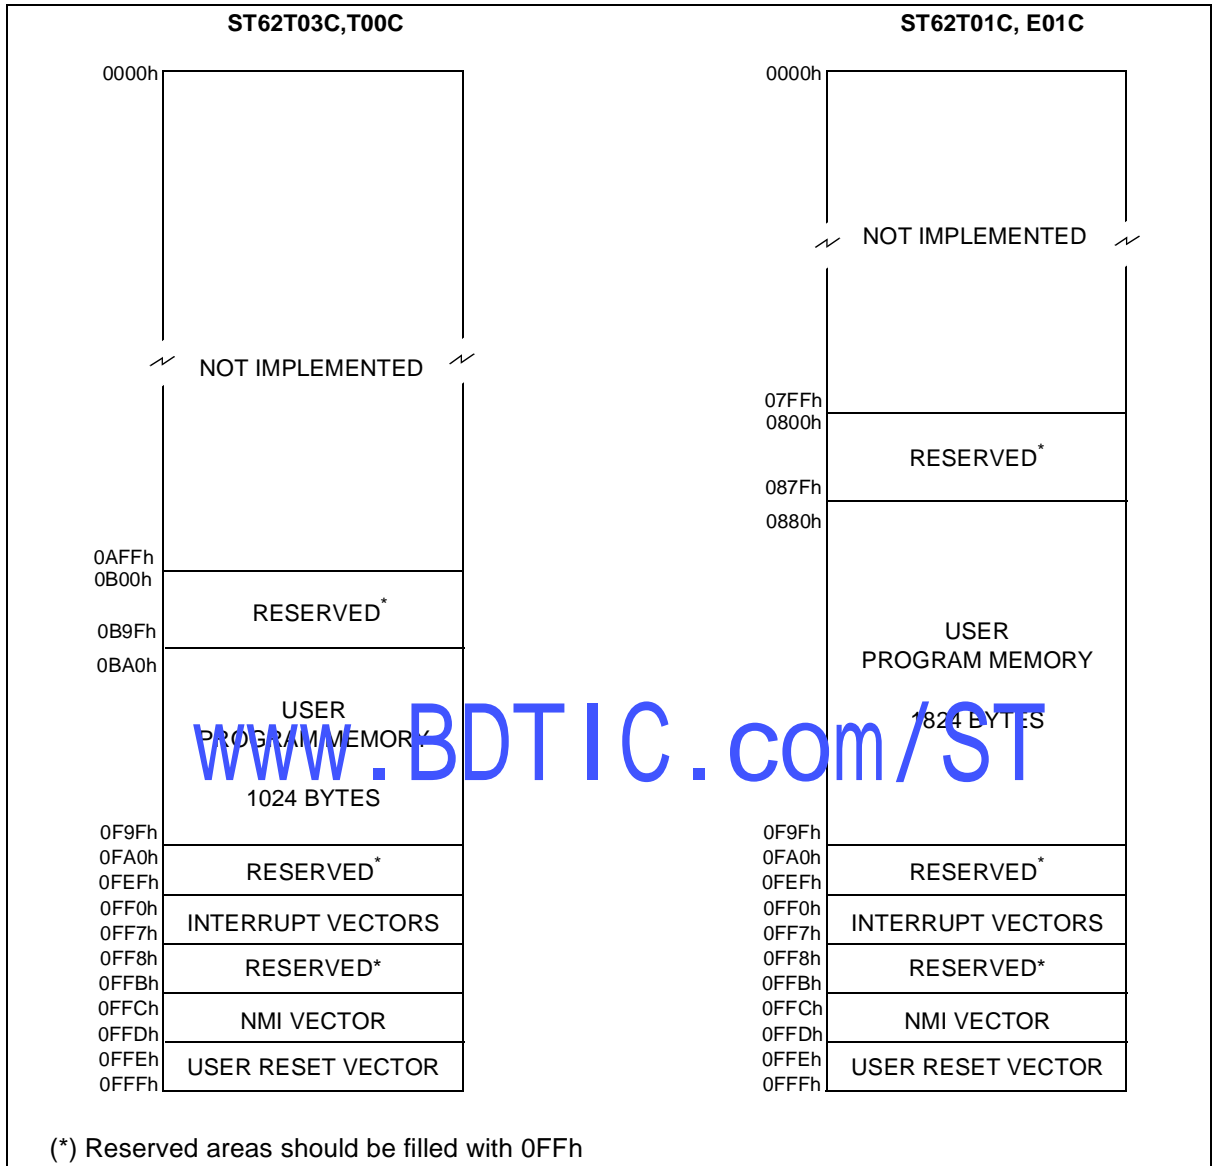 ST62T03C,T00C
0000h
NOT IMPLEMENTED
0AFFh
0B00h
RESERVED*
0B9Fh
0BA0h
USER
PROGRAM MEMORY
1024 BYTES
0F9Fh
0FA0h
RESERVED*
0FEFh
0FF0h
INTERRUPT VECTORS
0FF7h
0FF8h
RESERVED*
0FFBh
0FFCh
NMI VECTOR
0FFDh
0FFEh
USER RESET VECTOR
0FFFh
ST62T01C, E01C
0000h
NOT IMPLEMENTED
07FFh
0800h
RESERVED*
087Fh
0880h
USER
PROGRAM MEMORY
1824 BYTES
0F9Fh
0FA0h
RESERVED*
0FEFh
0FF0h
INTERRUPT VECTORS
0FF7h
0FF8h
RESERVED*
0FFBh
0FFCh
NMI VECTOR
0FFDh
0FFEh
USER RESET VECTOR
0FFFh
www.BDTIC.com/ST
(*) Reserved areas should be filled with 0FFh